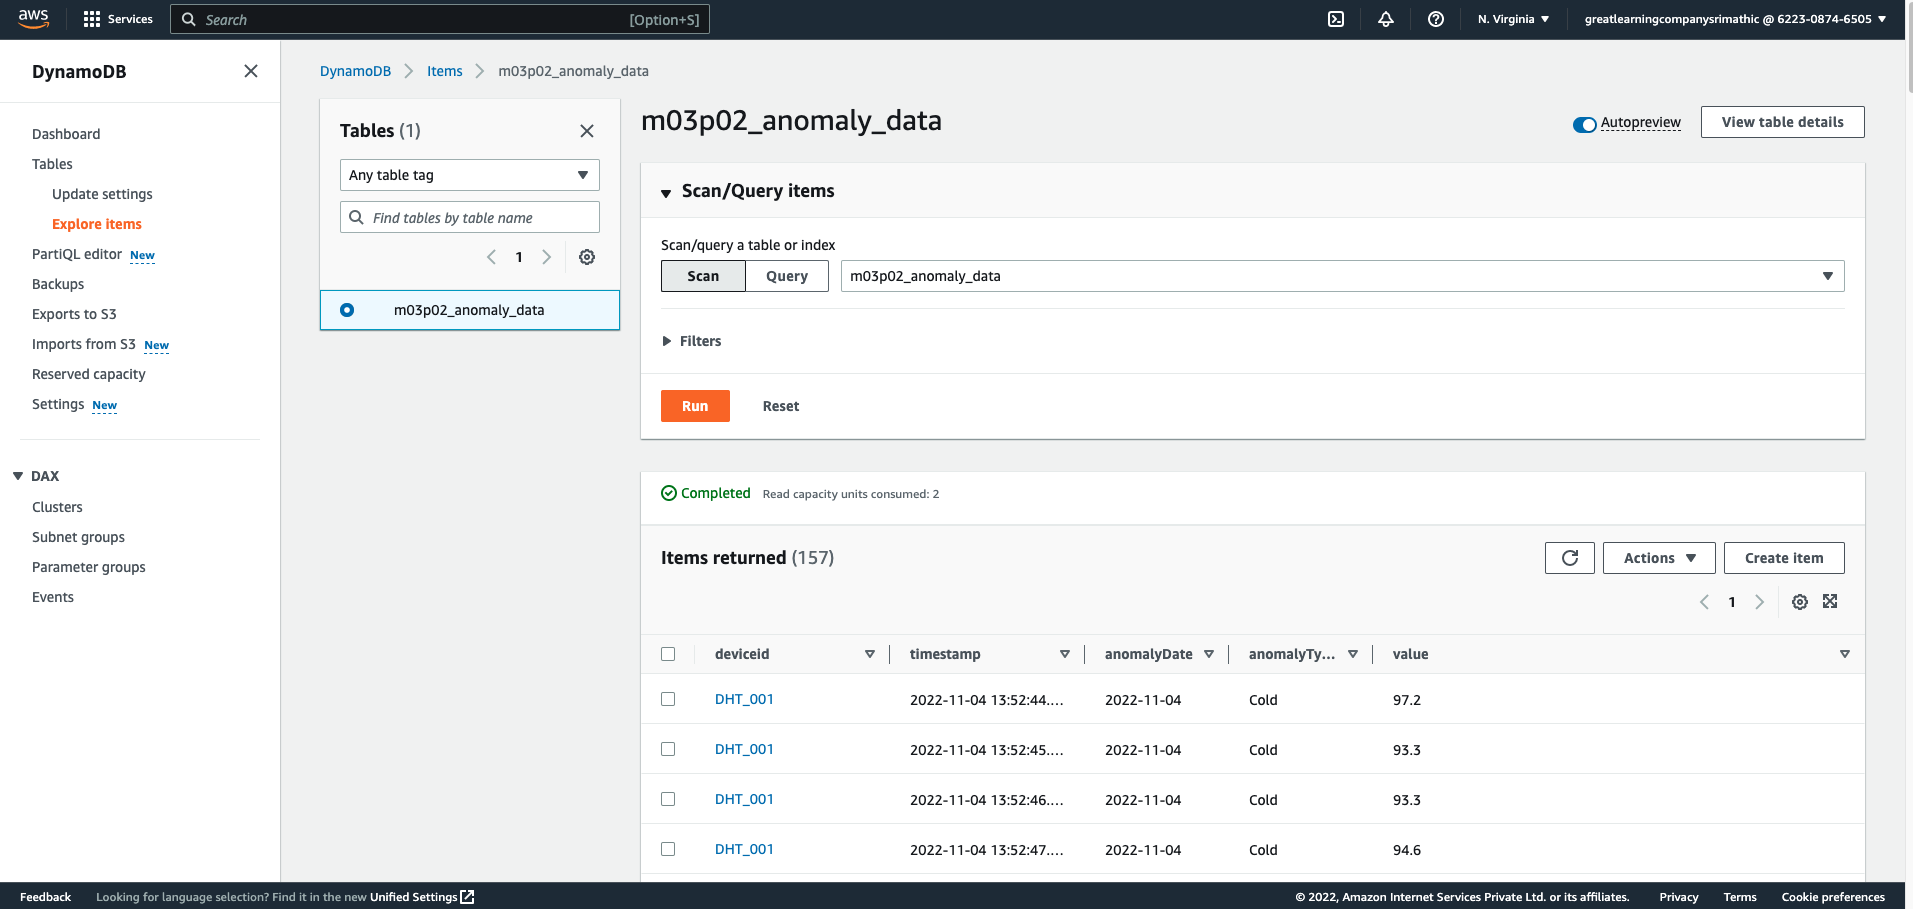 aws
Services
Search
[Option+S]
N. Virginia
greatlearningcompanysrimathic @ 6223-0874-6505
DynamoDB
Dashboard
Tables
Update settings
Explore items
PartiQL editor New
Backups
Exports to S3
Imports from S3 New
Reserved capacity
Settings New
DAX
Clusters
Subnet groups
Parameter groups
Events
DynamoDB
Items
m03p02_anomaly_data
Tables (1)
Any table tag
Find tables by table name
1
m03p02_anomaly_data
m03p02_anomaly_data
Autopreview
View table details
Scan/Query items
Scan/query a table or index
Scan
Query
m03p02_anomaly_data
Filters
Run
Reset
Completed
Read capacity units consumed: 2
Items returned (157)
Actions
Create item
1
deviceid timestamp anomalyDate anomalyTy... value
DHT_001 2022-11-04 13:52:44.... 2022-11-04 Cold 97.2
DHT_001 2022-11-04 13:52:45.... 2022-11-04 Cold 93.3
DHT_001 2022-11-04 13:52:46.... 2022-11-04 Cold 93.3
DHT_001 2022-11-04 13:52:47.... 2022-11-04 Cold 94.6
Feedback
Looking for language selection? Find it in the new Unified Settings
© 2022, Amazon Internet Services Private Ltd. or its affiliates.
Privacy
Terms
Cookie preferences